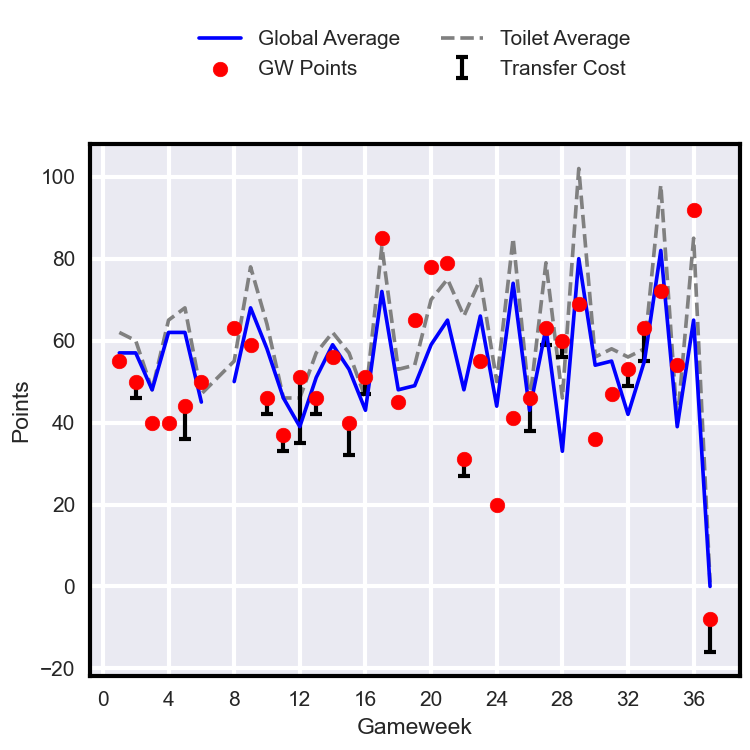 Global Average
Toilet Average
GW Points
Transfer Cost
100
80
60
40
20
0
−20
Points
0 4 8 12 16 20 24 28 32 36
Gameweek